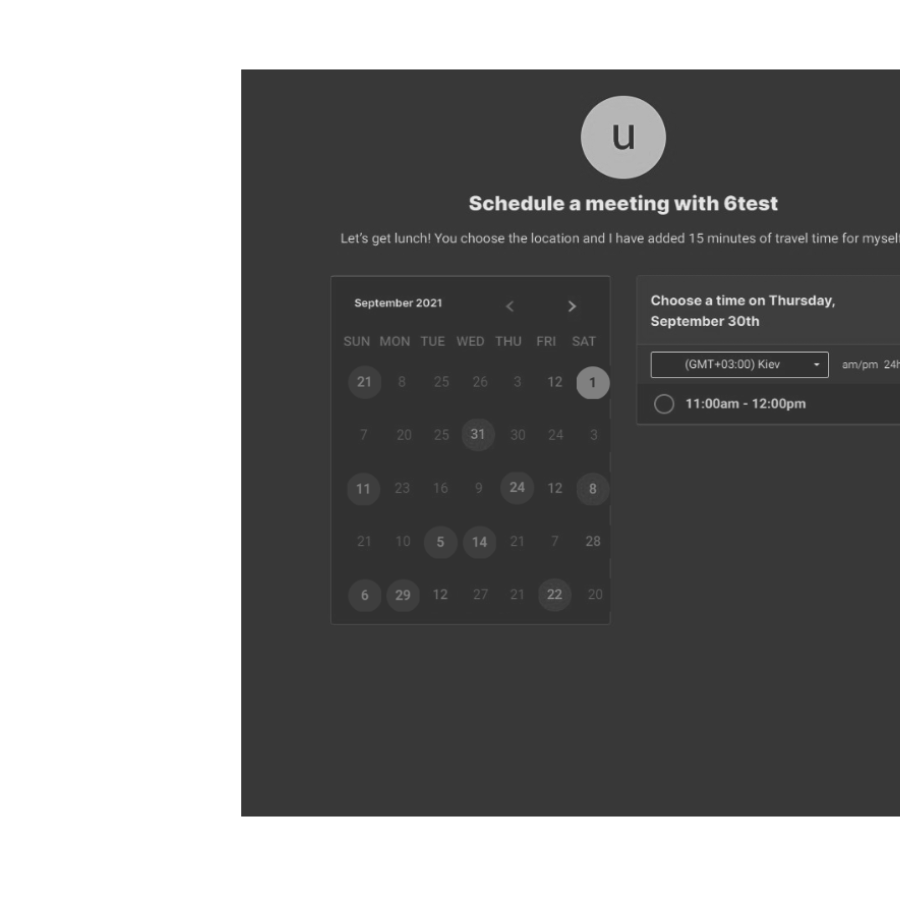 u
Schedule a meeting with 6test
Let's get lunch! You choose the location and I have added 15 minutes of travel time for myself
September 2021
SUN MON TUE WED THU FRI SAT
21 8 25 26 3 12 1
7 20 25 31 30 24 3
11 23 16 9 24 12 8
21 10 5 14 21 7 28
6 29 12 27 21 22 20
Choose a time on Thursday,
September 30th
(GMT+03:00) Kiev am/pm 24h
11:00am - 12:00pm